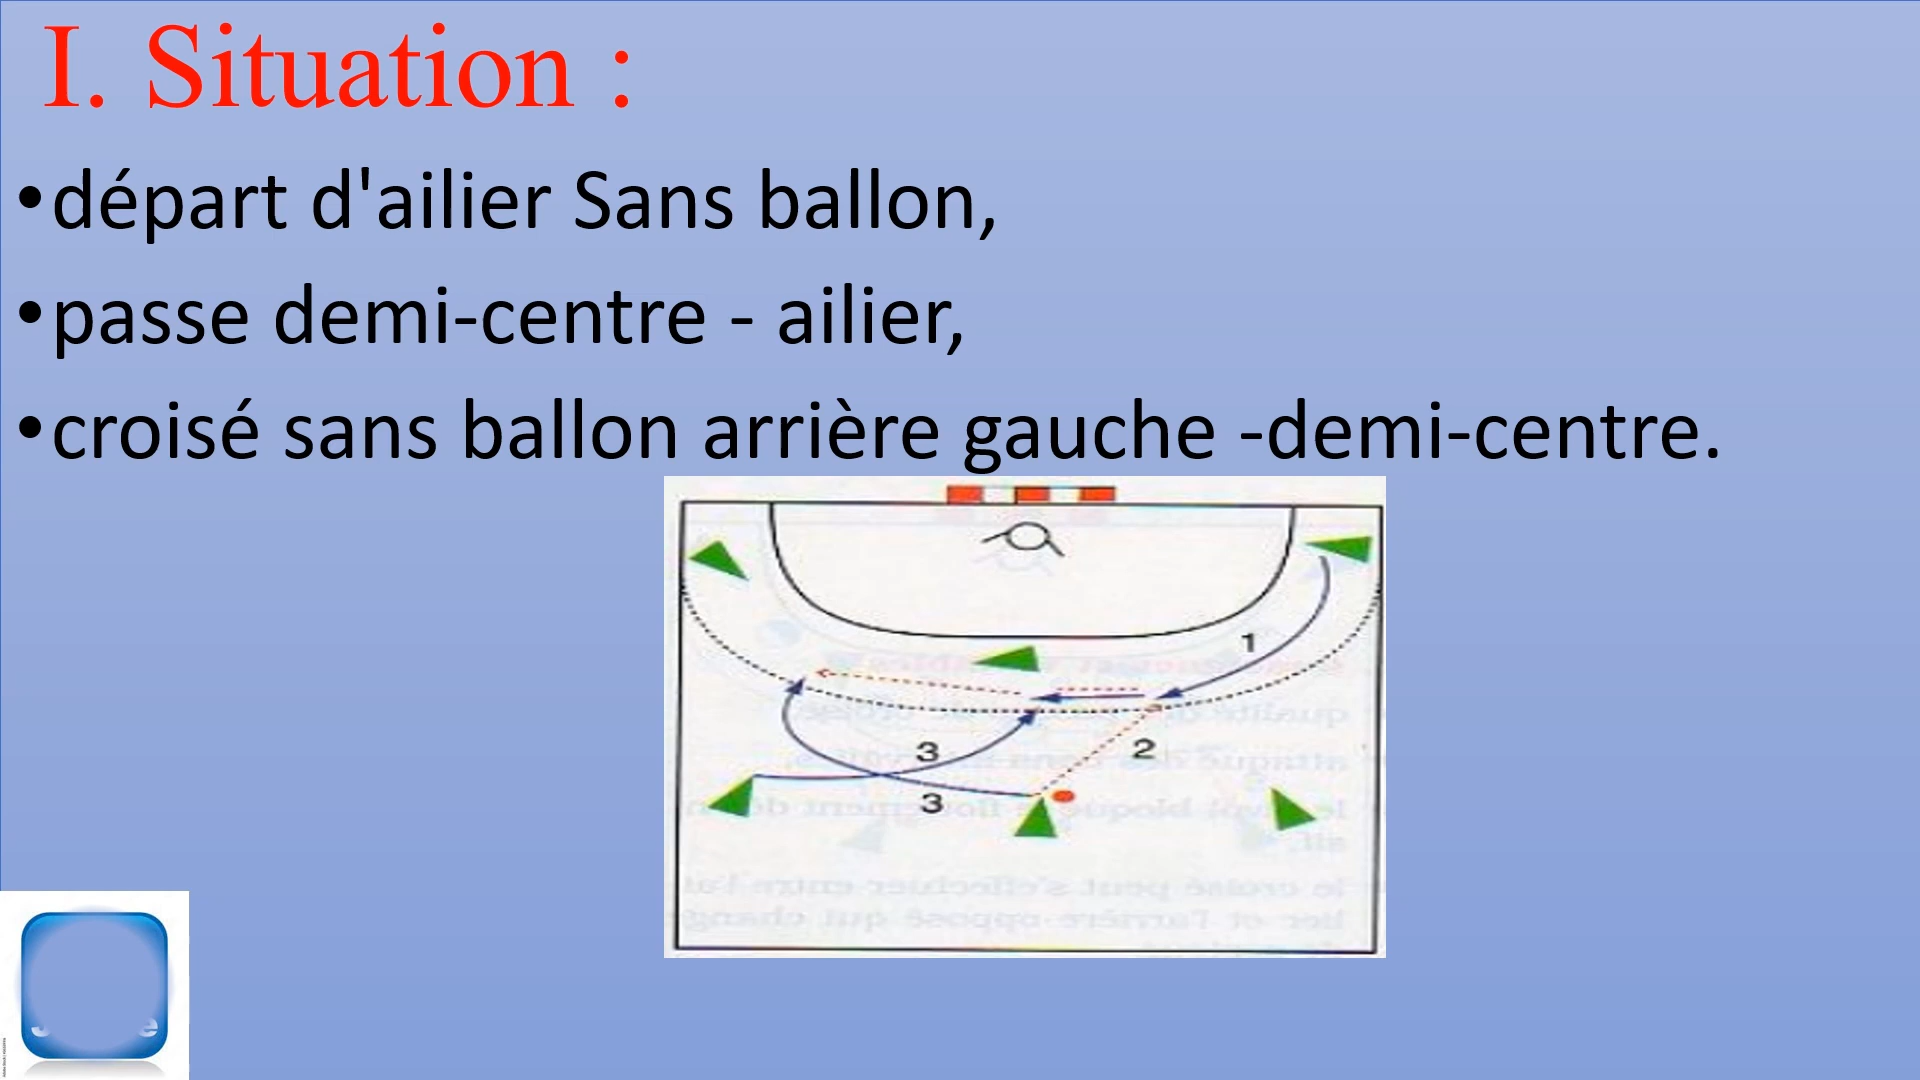 I. Situation :
•départ d'ailier Sans ballon,
•passe demi-centre - ailier,
•croisé sans ballon arrière gauche -demi-centre.
1
3
2
3